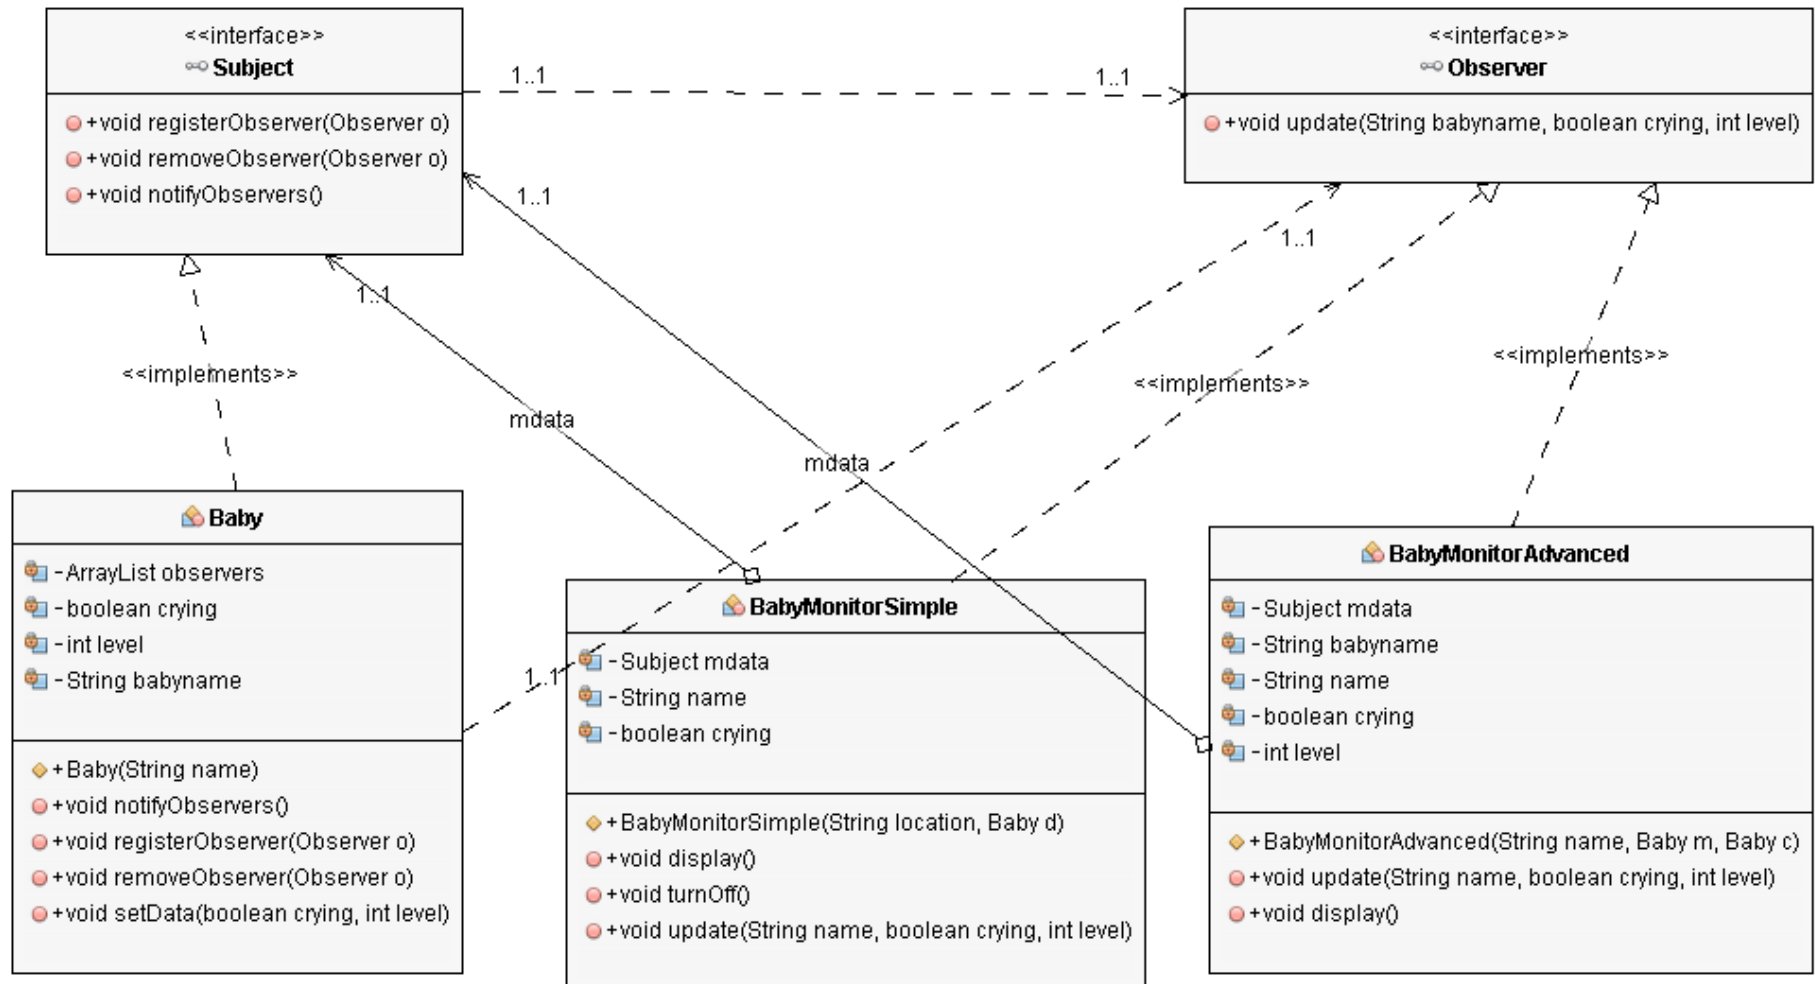 <<interface>>
Subject
+void registerObserver(Observer o)
+void removeObserver(Observer o)
+void notifyObservers()
<<interface>>
Observer
+void update(String babyname, boolean crying, int level)
1..1
1..1
1..1
1..1
1..1
<<implements>>
<<implements>>
<<implements>>
mdata
mdata
1..1
Baby
-ArrayList observers
-boolean crying
-int level
-String babyname
+Baby(String name)
+void notifyObservers()
+void registerObserver(Observer o)
+void removeObserver(Observer o)
+void setData(boolean crying, int level)
BabyMonitorSimple
-Subject mdata
-String name
-boolean crying
+BabyMonitorSimple(String location, Baby d)
+void display()
+void turnOff()
+void update(String name, boolean crying, int level)
BabyMonitorAdvanced
-Subject mdata
-String babyname
-String name
-boolean crying
-int level
+BabyMonitorAdvanced(String name, Baby m, Baby c)
+void update(String name, boolean crying, int level)
+void display()